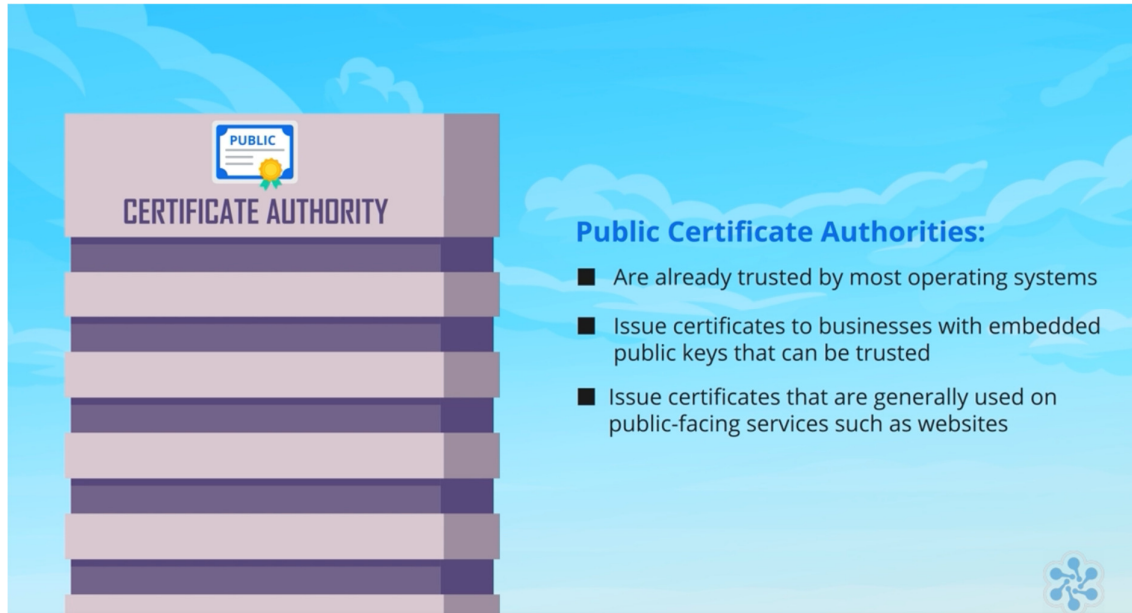 PUBLIC
CERTIFICATE AUTHORITY
Public Certificate Authorities:
Are already trusted by most operating systems
Issue certificates to businesses with embedded
public keys that can be trusted
Issue certificates that are generally used on
public-facing services such as websites